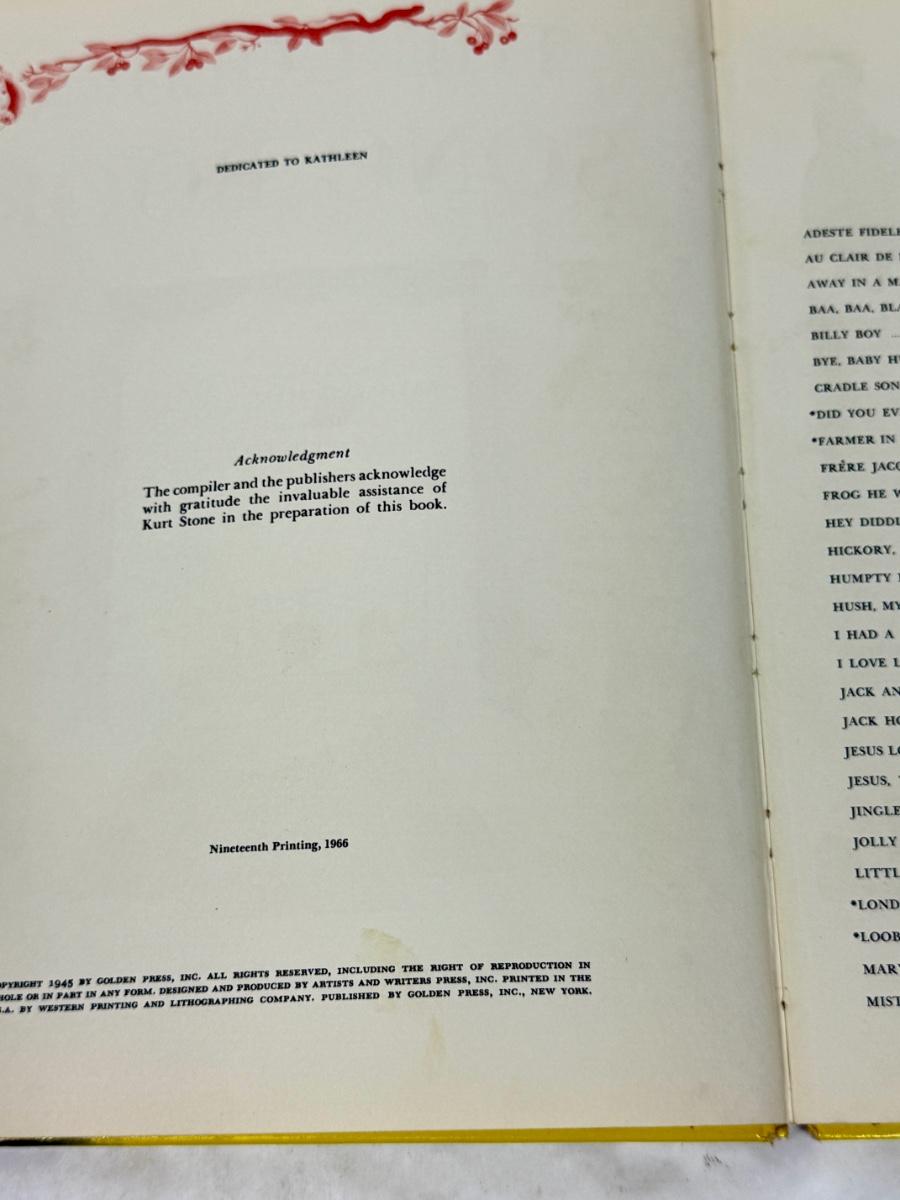 DEDICATED TO KATHLEEN
Acknowledgment
The compiler and the publishers acknowledge
with gratitude the invaluable assistance of
Kurt Stone in the preparation of this book.
Nineteenth Printing, 1966
OPYRIGHT 1945 BY GOLDEN PRESS, INC. ALL RIGHTS RESERVED, INCLUDING THE RIGHT OF REPRODUCTION IN
HOLE OR IN PART IN ANY FORM. DESIGNED AND PRODUCED BY ARTISTS AND WRITERS PRESS, INC. PRINTED IN THE
S.A. BY WESTERN PRINTING AND LITHOGRAPHING COMPANY. PUBLISHED BY GOLDEN PRESS, INC., NEW YORK.
ADESTE FIDEL
AU CLAIR DE
AWAY IN A M
BAA, BAA, BLA
BILLY BOY ...
BYE, BABY H
CRADLE SON
*DID YOU EV
*FARMER IN
FRÊRE JAC
FROG HE W
HEY DIDDL
HICKORY,
HUMPTY
HUSH, MY
I HAD A
I LOVE L
JACK AN
JACK HO
JESUS LO
JESUS,
JINGLE
JOLLY
LITTL
*LOND
*LOOB
MARY
MIST